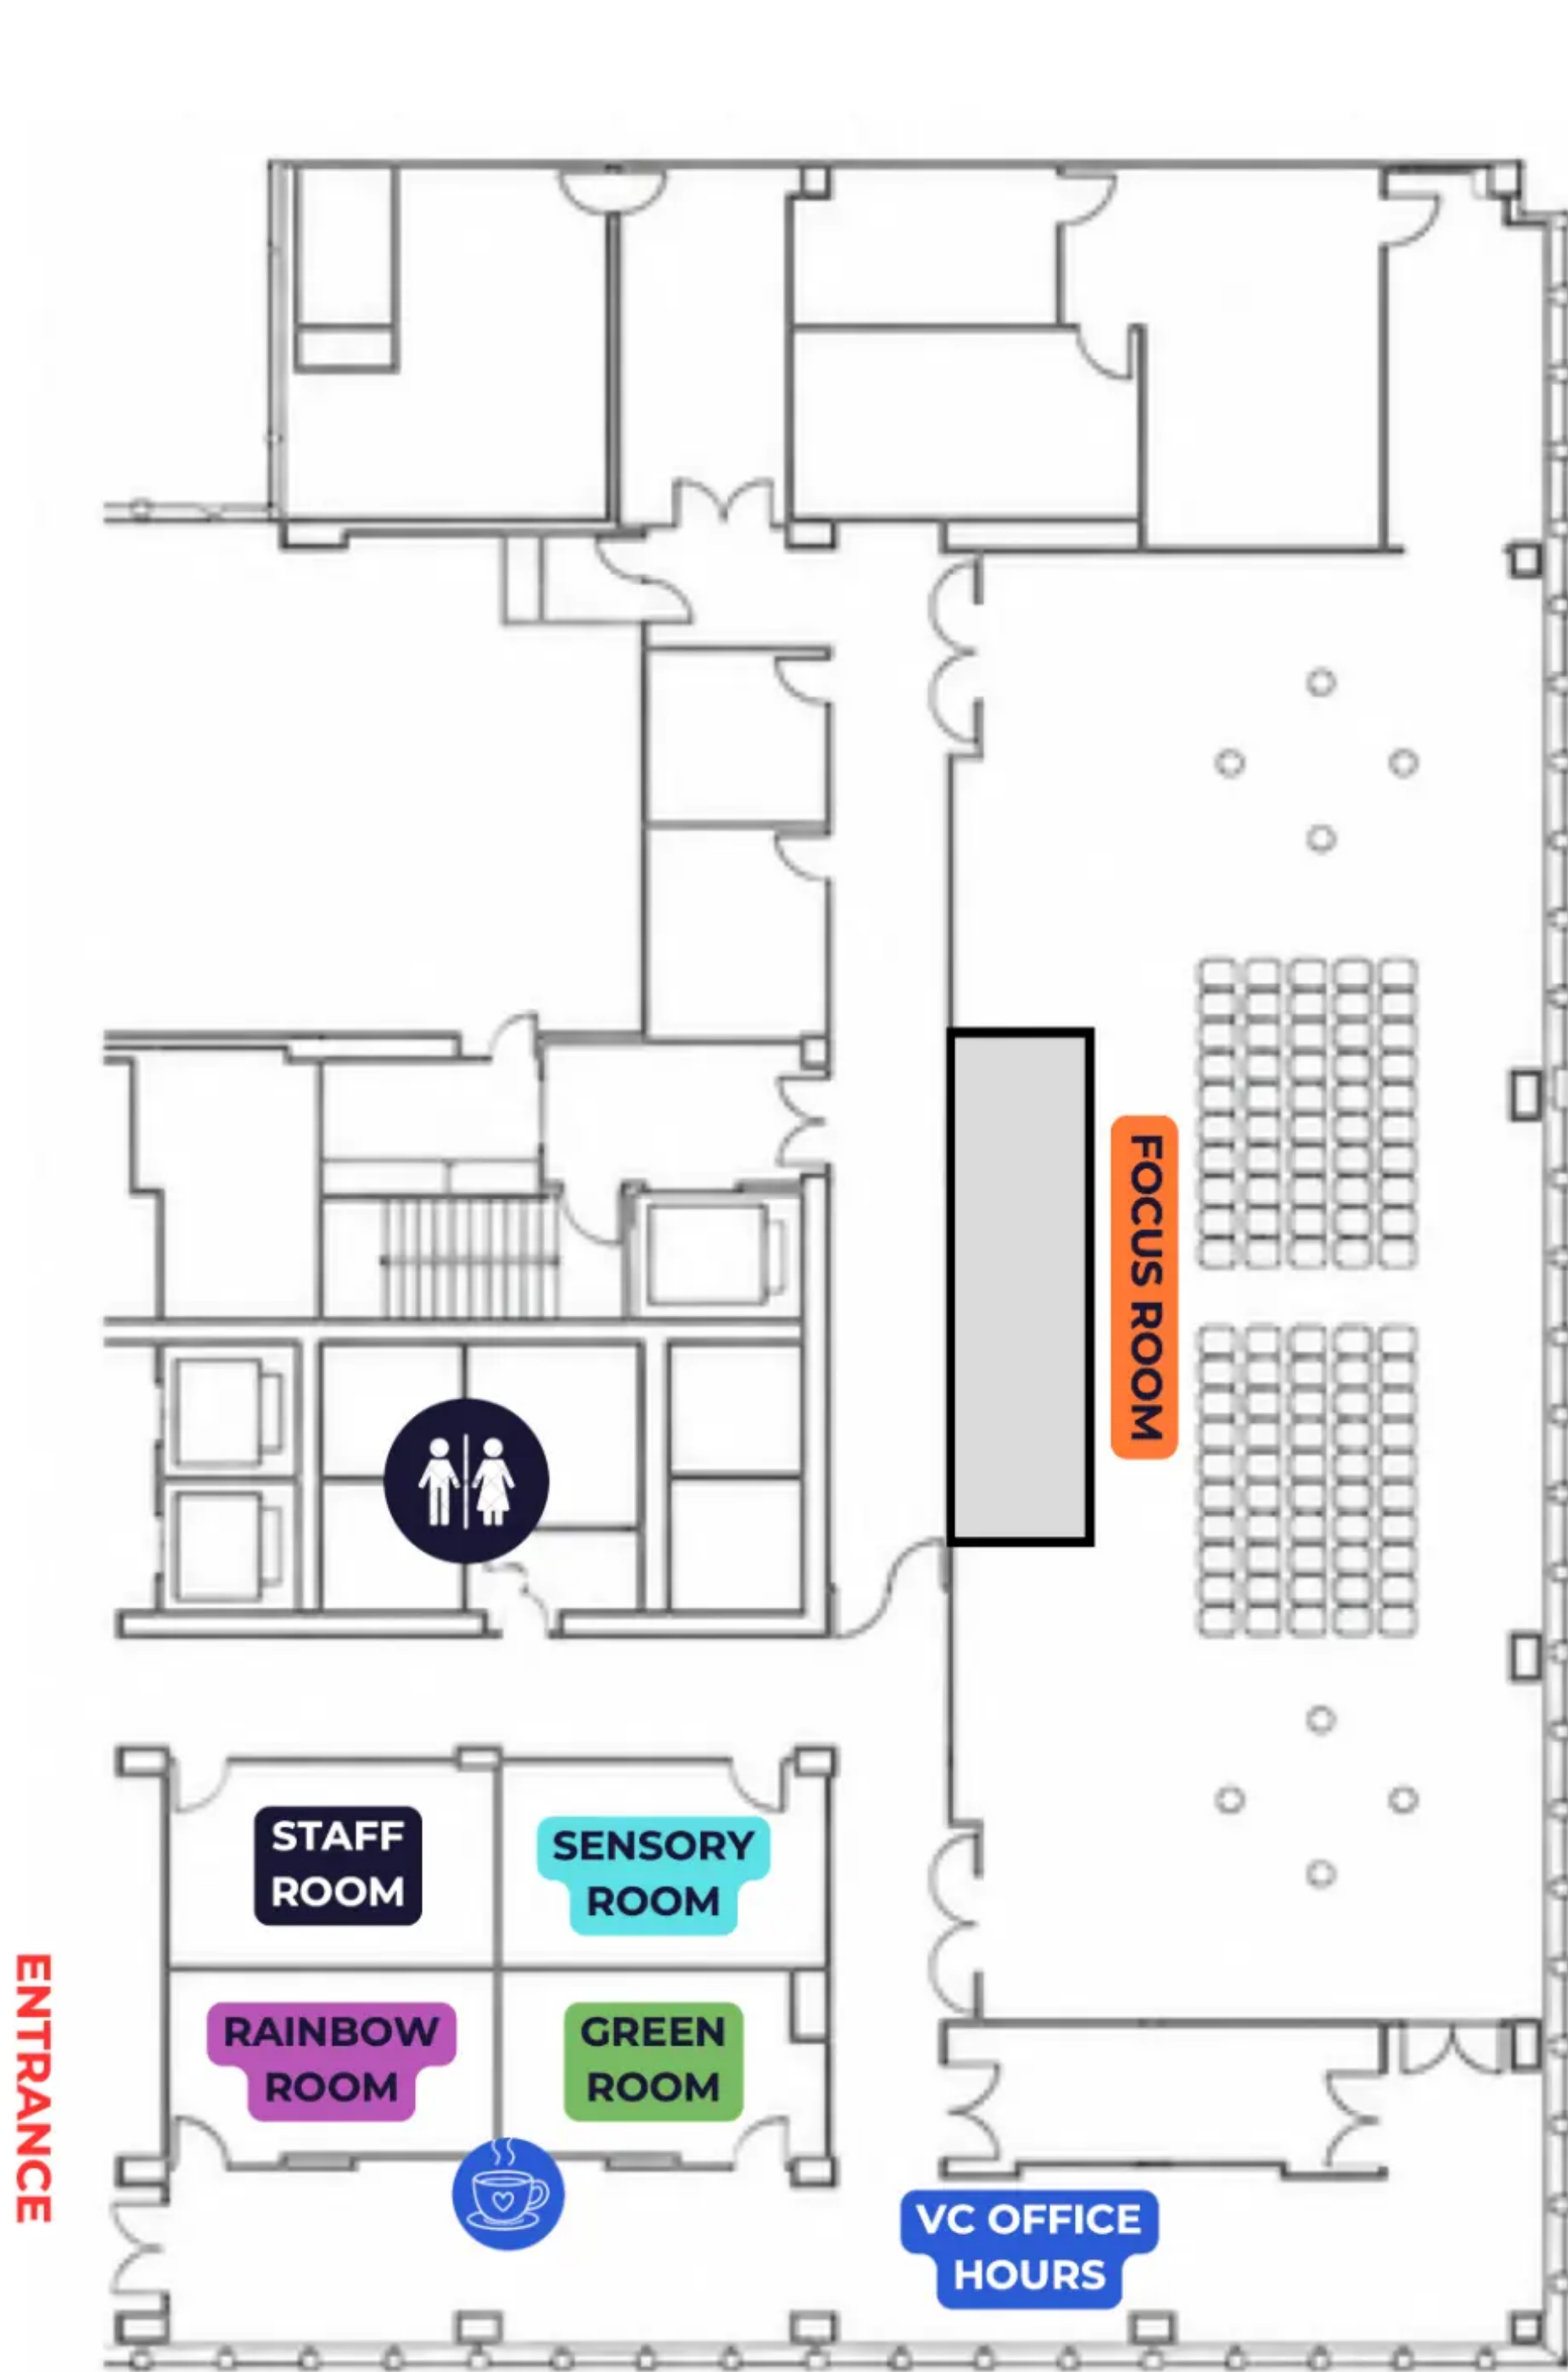 FOCUS ROOM
STAFF
ROOM
SENSORY
ROOM
RAINBOW
ROOM
GREEN
ROOM
ENTRANCE
VC OFFICE
HOURS